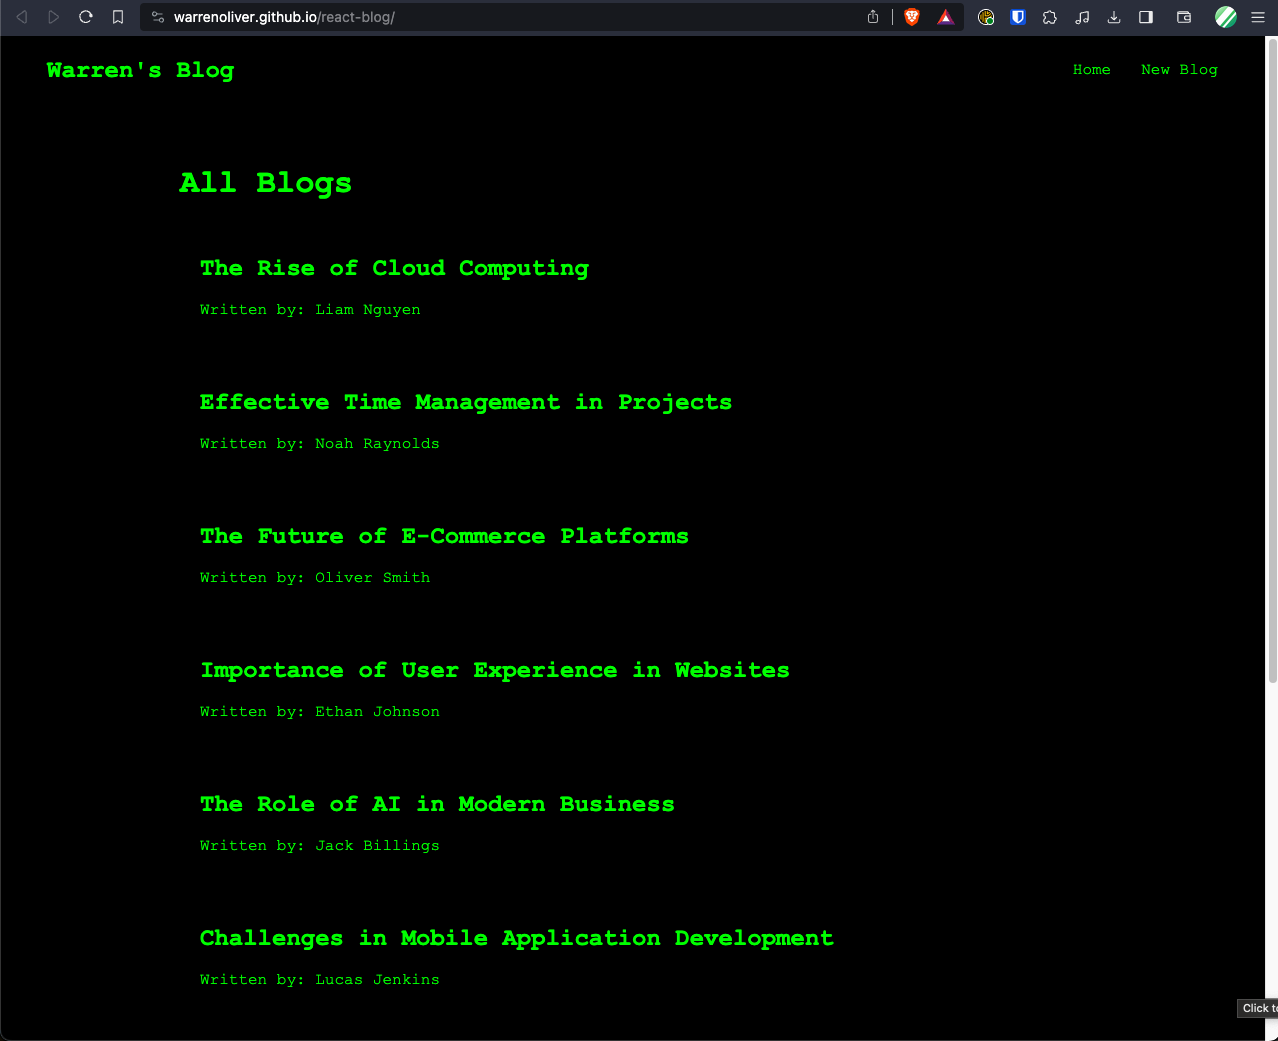 warrenoliver.github.io/react-blog/
Warren's Blog
Home New Blog
All Blogs
The Rise of Cloud Computing
Written by: Liam Nguyen
Effective Time Management in Projects
Written by: Noah Raynolds
The Future of E-Commerce Platforms
Written by: Oliver Smith
Importance of User Experience in Websites
Written by: Ethan Johnson
The Role of AI in Modern Business
Written by: Jack Billings
Challenges in Mobile Application Development
Written by: Lucas Jenkins
Click